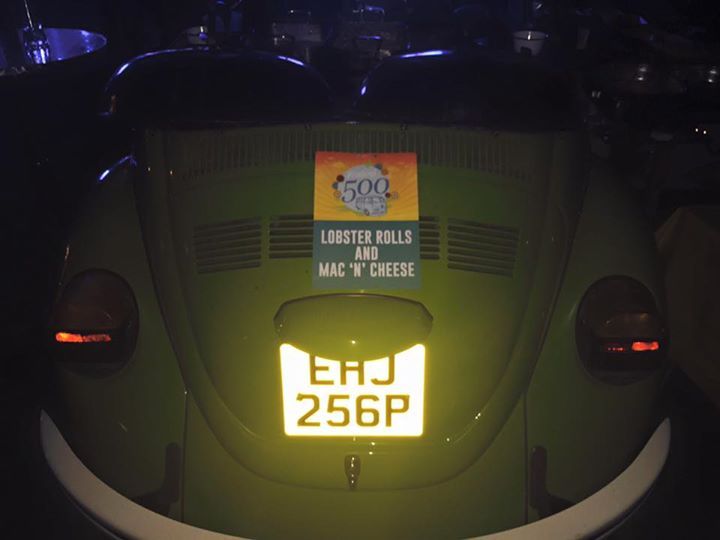 500
LOBSTER ROLLS
AND
MAC 'N' CHEESE
EHJ
256P